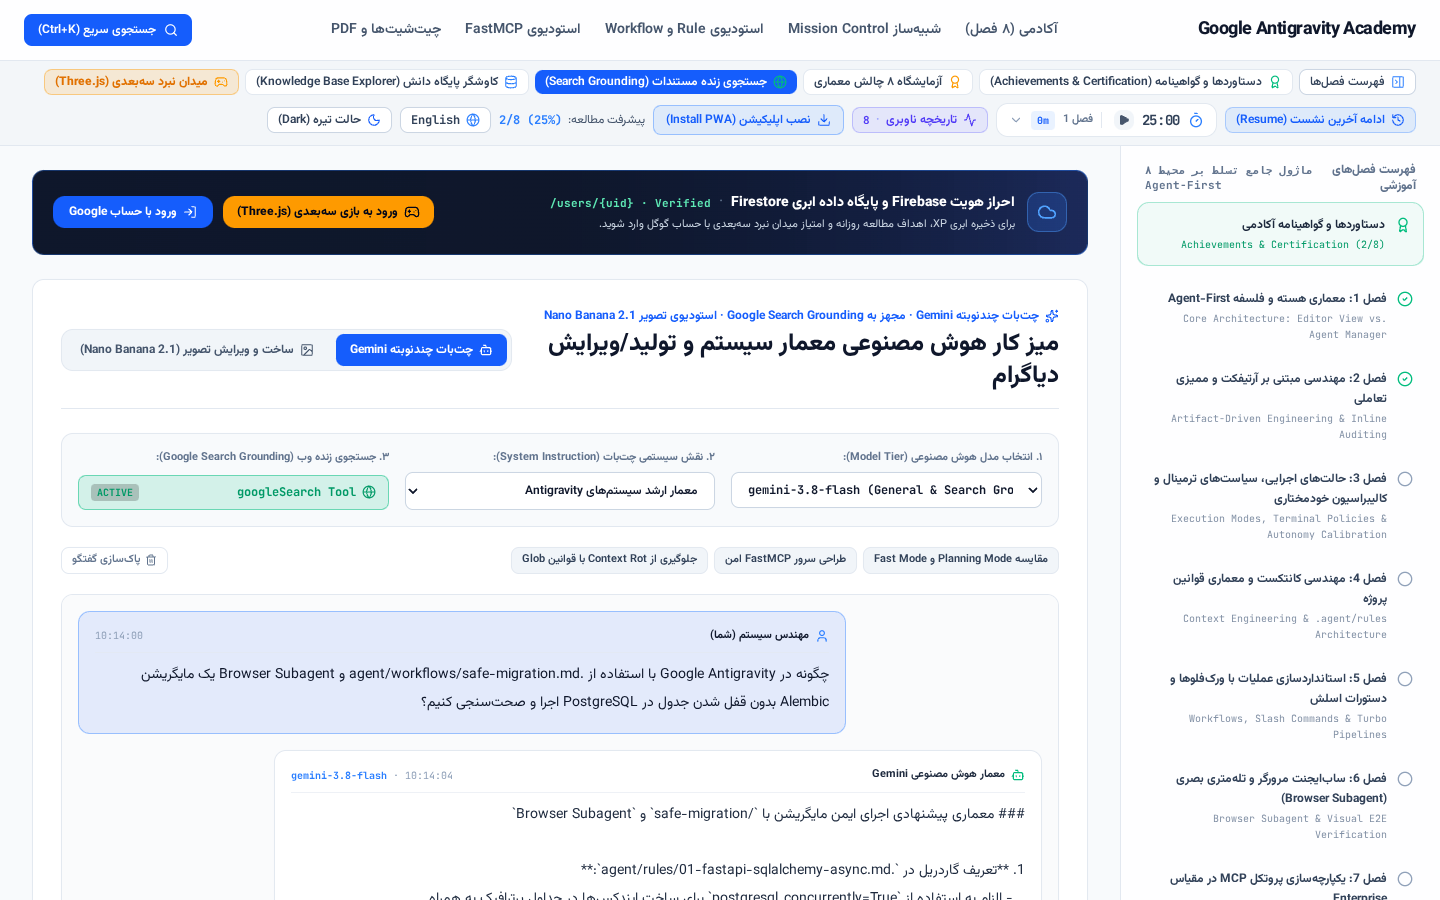 Google Antigravity Academy
آکادمی (۸ فصل)
شبیه‌ساز Mission Control
استودیوی Rule و Workflow
استودیوی FastMCP
چیت‌شیت‌ها و PDF
جستجوی سریع (Ctrl+K)
فهرست فصل‌ها
دستاوردها و گواهینامه (Achievements & Certification)
آزمایشگاه ۸ چالش معماری
جستجوی زنده مستندات (Search Grounding)
کاوشگر پایگاه دانش (Knowledge Base Explorer)
میدان نبرد سه‌بعدی (Three.js)
ادامه آخرین نشست (Resume)
25:00
فصل 1
0m
تاریخچه ناوبری · 8
نصب اپلیکیشن (Install PWA)
پیشرفت مطالعه: 2/8 (25%)
English
حالت تیره (Dark)
فهرست فصل‌های آموزشی
۸ ماژول جامع تسلط بر محیط Agent-First
دستاوردها و گواهینامه آکادمی
Achievements & Certification (2/8)
فصل 1: معماری هسته و فلسفه Agent-First
Core Architecture: Editor View vs.
Agent Manager
فصل 2: مهندسی مبتنی بر آرتیفکت و ممیزی
تعاملی
Artifact-Driven Engineering & Inline
Auditing
فصل 3: حالت‌های اجرایی، سیاست‌های ترمینال و
کالیبراسیون خودمختاری
Execution Modes, Terminal Policies &
Autonomy Calibration
فصل 4: مهندسی کانتکست و معماری قوانین
پروژه
Context Engineering & .agent/rules
Architecture
فصل 5: استانداردسازی عملیات با ورک‌فلوها و
دستورات اسلش
Workflows, Slash Commands & Turbo
Pipelines
فصل 6: ساب‌ایجنت مرورگر و تله‌متری بصری
(Browser Subagent)
Browser Subagent & Visual E2E
Verification
فصل 7: یکپارچه‌سازی پروتکل MCP در مقیاس
Enterprise
احراز هویت Firebase و پایگاه داده ابری Firestore · /users/{uid} · Verified
برای ذخیره ابری XP، اهداف مطالعه روزانه و امتیاز میدان نبرد سه‌بعدی با حساب گوگل وارد شوید.
ورود به بازی سه‌بعدی (Three.js)
ورود با حساب Google
چت‌بات چندنوبته Gemini · مجهز به Google Search Grounding · استودیوی تصویر Nano Banana 2.1
میز کار هوش مصنوعی معمار سیستم و تولید/ویرایش
دیاگرام
چت‌بات چندنوبته Gemini
ساخت و ویرایش تصویر (Nano Banana 2.1)
۱. انتخاب مدل هوش مصنوعی (Model Tier):
gemini-3.8-flash (General & Search Gro
۲. نقش سیستمی چت‌بات (System Instruction):
معمار ارشد سیستم‌های Antigravity
۳. جستجوی زنده وب (Google Search Grounding):
googleSearch Tool
ACTIVE
مقایسه Planning Mode و Fast Mode
طراحی سرور FastMCP امن
جلوگیری از Context Rot با قوانین Glob
پاک‌سازی گفتگو
مهندس سیستم (شما)
10:14:00
چگونه در Google Antigravity با استفاده از .agent/workflows/safe-migration.md و Browser Subagent یک مایگریشن
Alembic بدون قفل شدن جدول در PostgreSQL اجرا و صحت‌سنجی کنیم؟
معمار هوش مصنوعی Gemini
gemini-3.8-flash · 10:14:04
### معماری پیشنهادی اجرای ایمن مایگریشن با `/safe-migration` و `Browser Subagent`
1. **تعریف گاردریل در `.agent/rules/01-fastapi-sqlalchemy-async.md`:**
- الزام به استفاده از `postgresql_concurrently=True` برای ساخت ایندکس‌ها در جداول پرترافیک به همراه